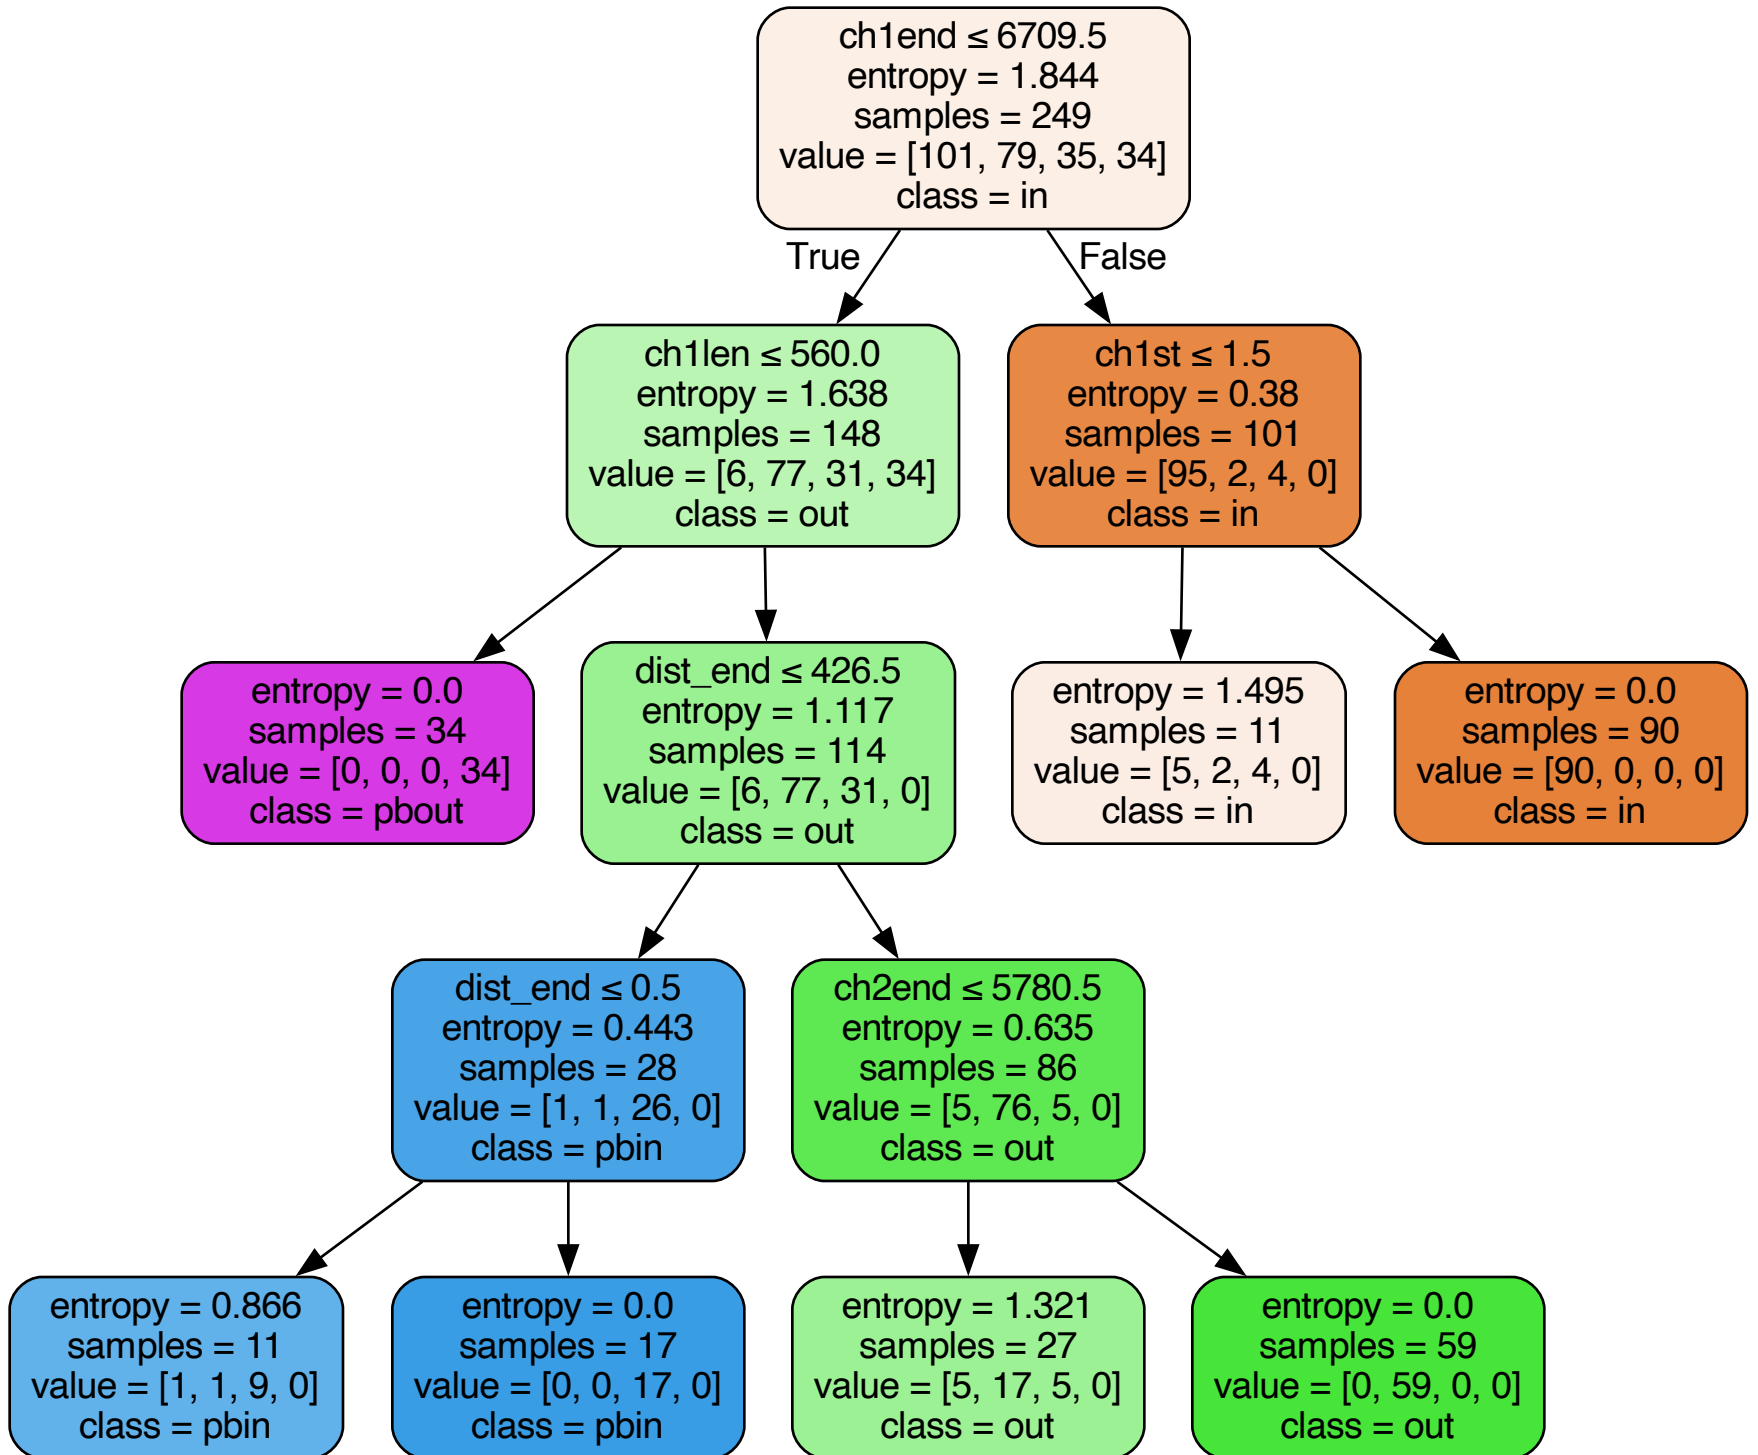 ch1end ≤ 6709.5
entropy = 1.844
samples = 249
value = [101, 79, 35, 34]
class = in
True
False
ch1len ≤ 560.0
entropy = 1.638
samples = 148
value = [6, 77, 31, 34]
class = out
ch1st ≤ 1.5
entropy = 0.38
samples = 101
value = [95, 2, 4, 0]
class = in
entropy = 0.0
samples = 34
value = [0, 0, 0, 34]
class = pbout
dist_end ≤ 426.5
entropy = 1.117
samples = 114
value = [6, 77, 31, 0]
class = out
entropy = 1.495
samples = 11
value = [5, 2, 4, 0]
class = in
entropy = 0.0
samples = 90
value = [90, 0, 0, 0]
class = in
dist_end ≤ 0.5
entropy = 0.443
samples = 28
value = [1, 1, 26, 0]
class = pbin
ch2end ≤ 5780.5
entropy = 0.635
samples = 86
value = [5, 76, 5, 0]
class = out
entropy = 0.866
samples = 11
value = [1, 1, 9, 0]
class = pbin
entropy = 0.0
samples = 17
value = [0, 0, 17, 0]
class = pbin
entropy = 1.321
samples = 27
value = [5, 17, 5, 0]
class = out
entropy = 0.0
samples = 59
value = [0, 59, 0, 0]
class = out